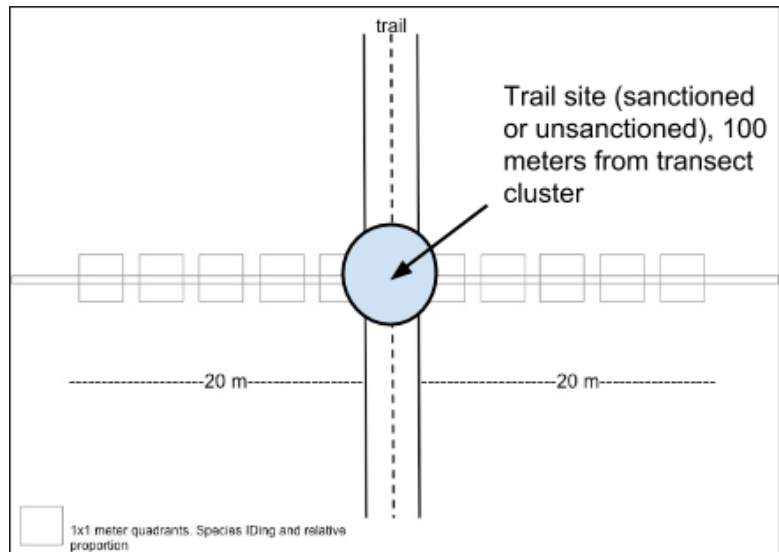 trail
Trail site (sanctioned
or unsanctioned), 100
meters from transect
cluster
--------------------20 m-----------------
--------------------20 m----------------------
1x1 meter quadrants. Species IDing and relative
proportion